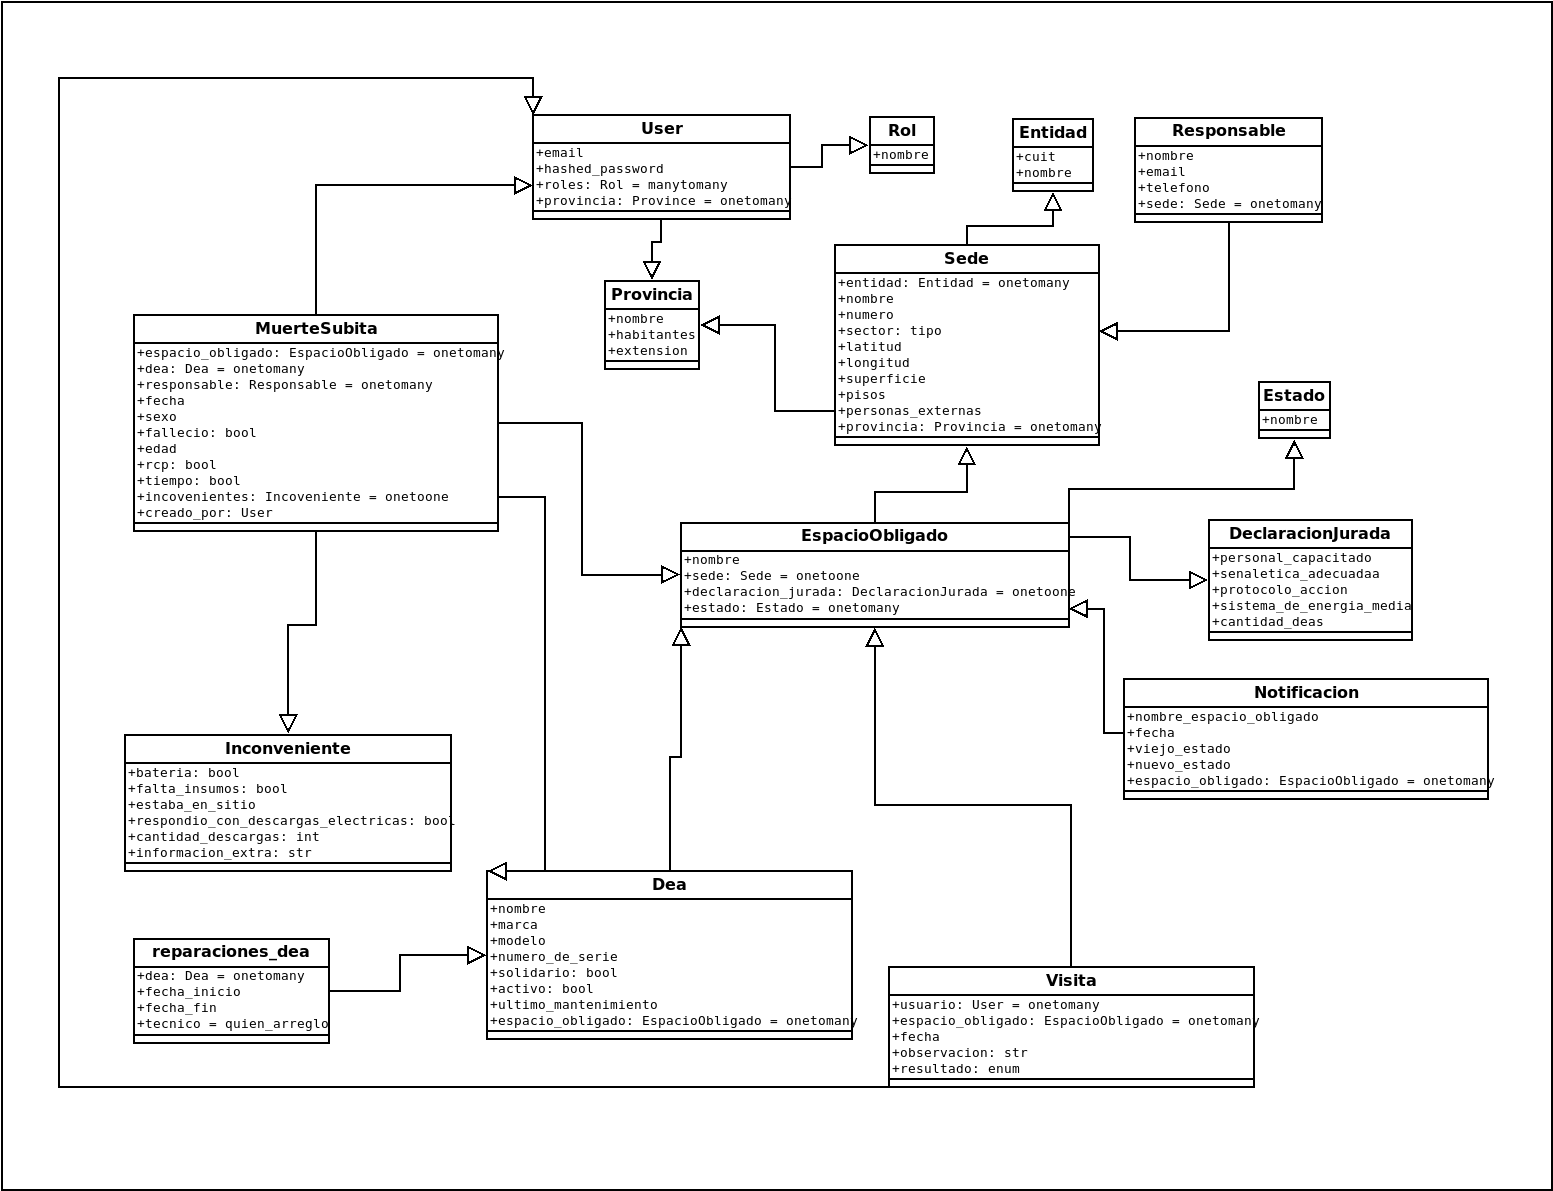 User
+email
+hashed_password
+roles: Rol = manytomany
+provincia: Province = onetomany
Rol
+nombre
Entidad
+cuit
+nombre
Responsable
+nombre
+email
+telefono
+sede: Sede = onetomany
Sede
+entidad: Entidad = onetomany
+nombre
+numero
+sector: tipo
+latitud
+longitud
+superficie
+pisos
+personas_externas
+provincia: Provincia = onetomany
Provincia
+nombre
+habitantes
+extension
MuerteSubita
+espacio_obligado: EspacioObligado = onetomany
+dea: Dea = onetomany
+responsable: Responsable = onetomany
+fecha
+sexo
+fallecio: bool
+edad
+rcp: bool
+tiempo: bool
+incovenientes: Incoveniente = onetoone
+creado_por: User
Estado
+nombre
EspacioObligado
+nombre
+sede: Sede = onetoone
+declaracion_jurada: DeclaracionJurada = onetoone
+estado: Estado = onetomany
DeclaracionJurada
+personal_capacitado
+senaletica_adecuadaa
+protocolo_accion
+sistema_de_energia_media
+cantidad_deas
Notificacion
+nombre_espacio_obligado
+fecha
+viejo_estado
+nuevo_estado
+espacio_obligado: EspacioObligado = onetomany
Inconveniente
+bateria: bool
+falta_insumos: bool
+estaba_en_sitio
+respondio_con_descargas_electricas: bool
+cantidad_descargas: int
+informacion_extra: str
Dea
+nombre
+marca
+modelo
+numero_de_serie
+solidario: bool
+activo: bool
+ultimo_mantenimiento
+espacio_obligado: EspacioObligado = onetomany
reparaciones_dea
+dea: Dea = onetomany
+fecha_inicio
+fecha_fin
+tecnico = quien_arreglo
Visita
+usuario: User = onetomany
+espacio_obligado: EspacioObligado = onetomany
+fecha
+observacion: str
+resultado: enum